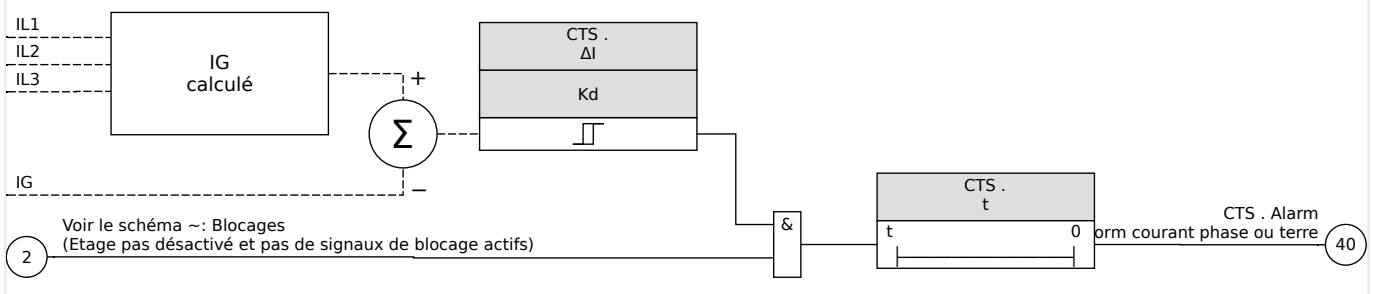 IL1
IL2
IL3
IG
calculé
+
Σ
−
IG
CTS .
ΔI
Kd
Voir le schéma ~: Blocages
(Etage pas désactivé et pas de signaux de blocage actifs)
2
&
CTS .
t
t 0
CTS . Alarm
orm courant phase ou terre
40